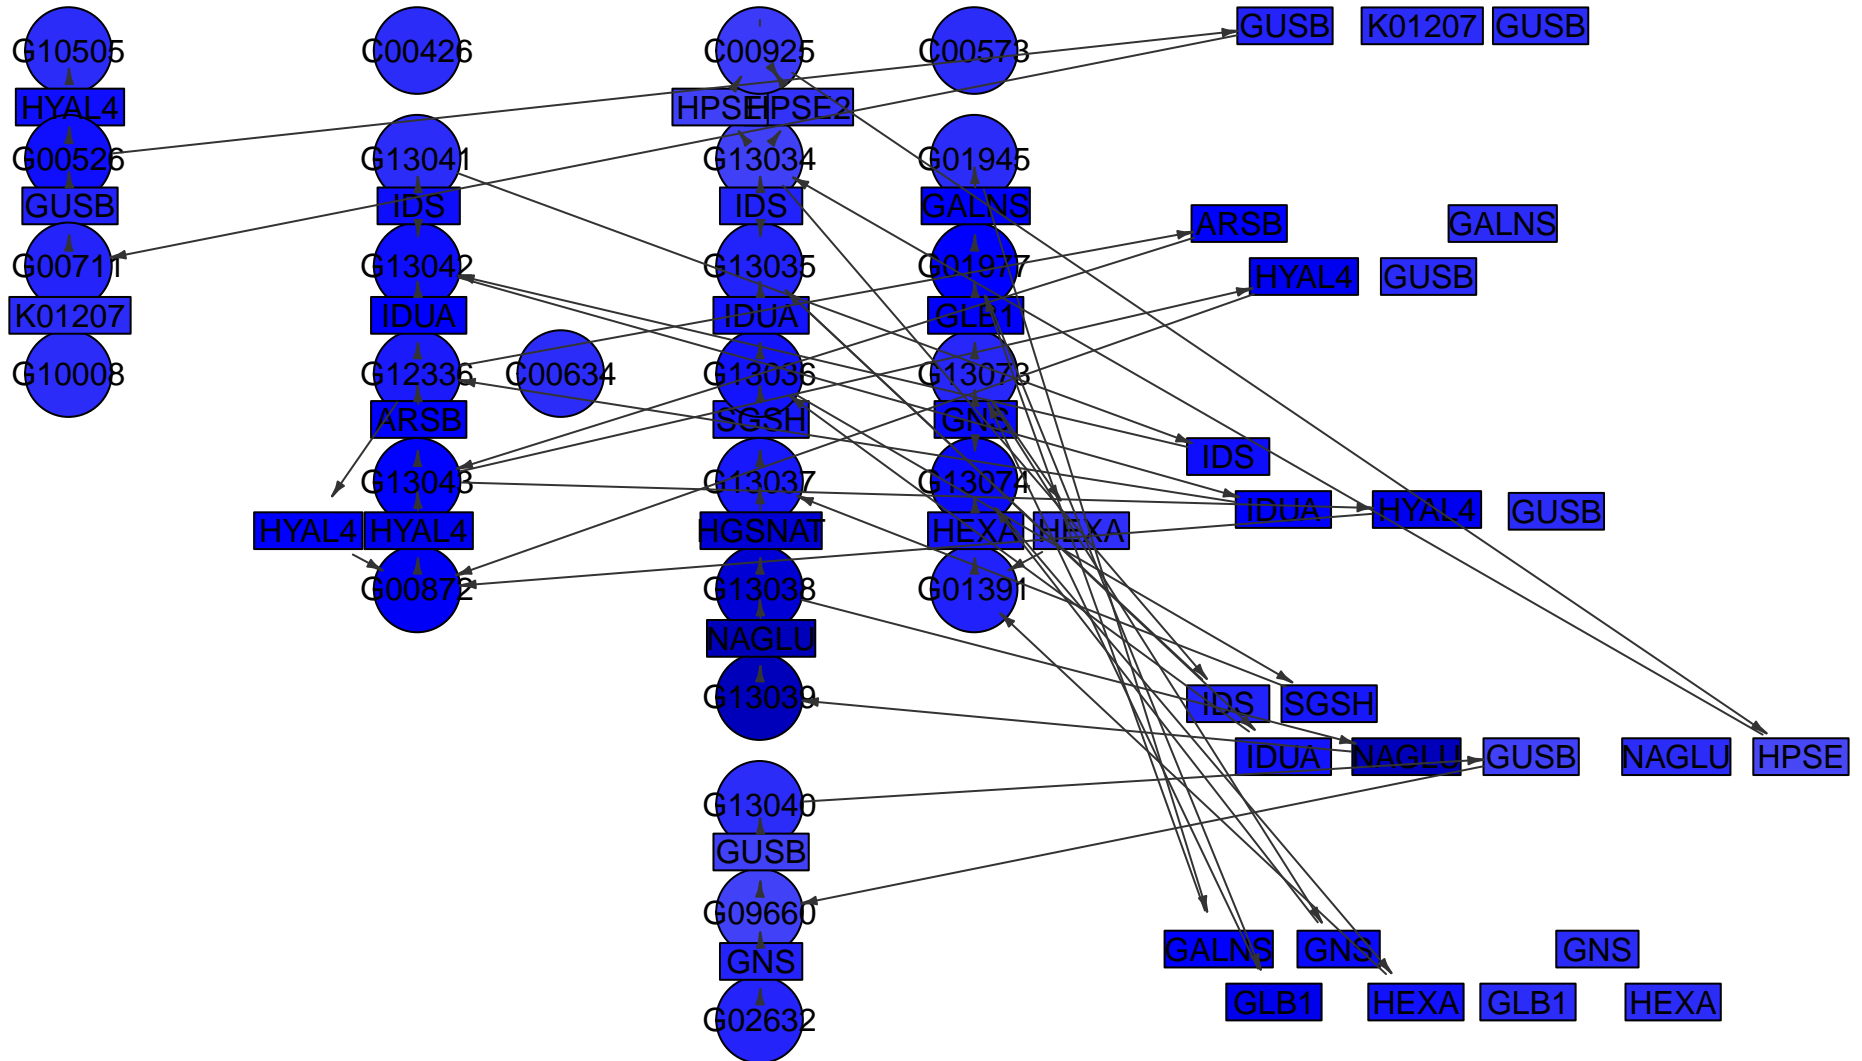 G10505 C00426 C00925 C00573 GUSB K01207 GUSB
HYAL4 HPSE HPSE2
G00526 G13041 G13034 G01945
GUSB IDS IDS GALNS ARSB GALNS
G00711 G13042 G13035 G01977 HYAL4 GUSB
K01207 IDUA IDUA GLB1
G10008 G12336 C00634 G13036 G13073
ARSB SGSH GNS
IDS
G13043 G13037 G13074
IDUA HYAL4 GUSB
HYAL4 HYAL4 HGSNAT HEXA HEXA
G00872 G13038 G01391
NAGLU
G13039 IDS SGSH
IDUA NAGLU GUSB NAGLU HPSE
G13040
GUSB
G09660
GNS GALNS GNS GNS
G02632 GLB1 HEXA GLB1 HEXA